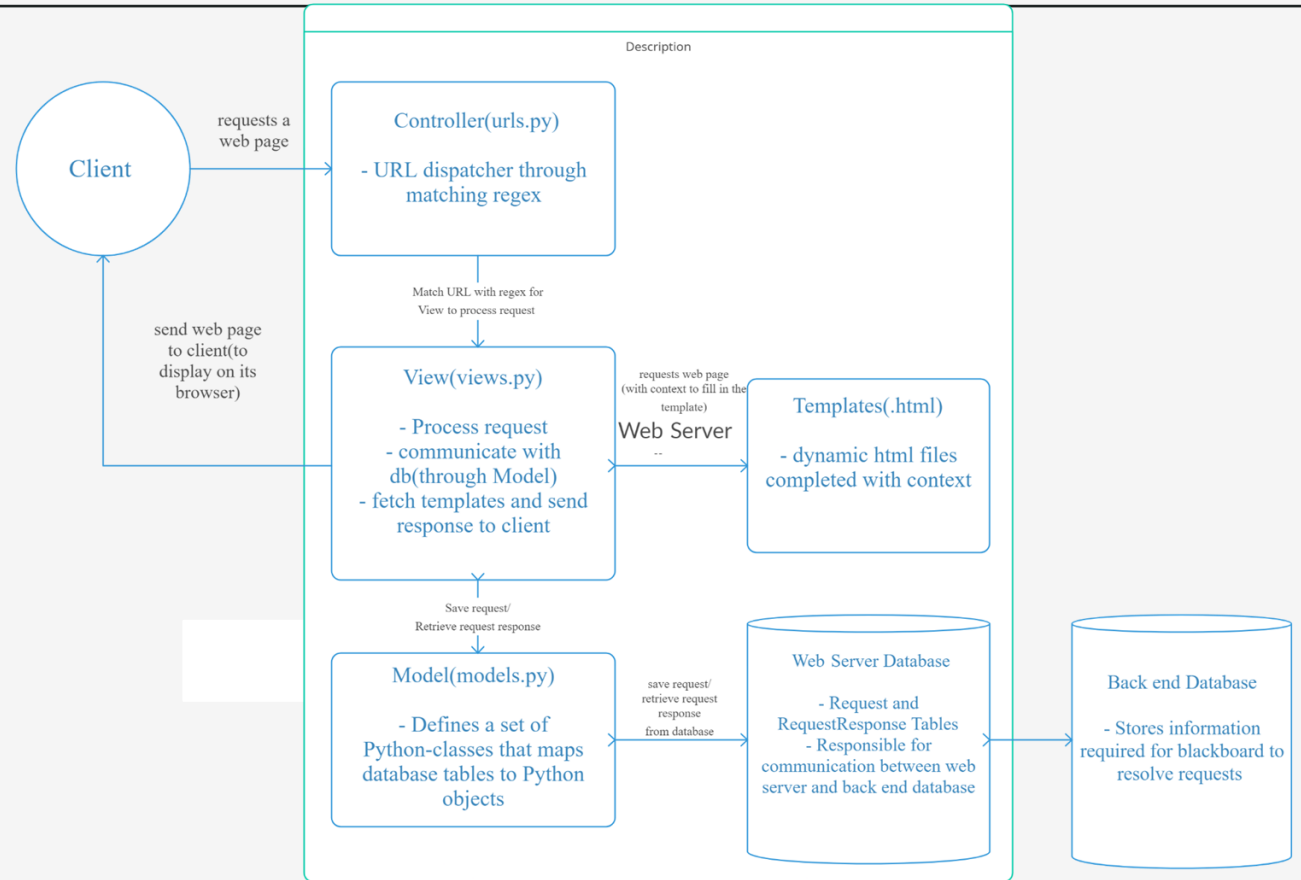 Description
Client
requests a
web page
Controller(urls.py)
- URL dispatcher through
matching regex
Match URL with regex for
View to process request
send web page
to client(to
display on its
browser)
View(views.py)
- Process request
- communicate with
db(through Model)
- fetch templates and send
response to client
requests web page
(with context to fill in the
template)
Web Server
--
Templates(.html)
- dynamic html files
completed with context
Save request/
Retrieve request response
Model(models.py)
- Defines a set of
Python-classes that maps
database tables to Python
objects
save request/
retrieve request
response
from database
Web Server Database
- Request and
RequestResponse Tables
- Responsible for
communication between web
server and back end database
Back end Database
- Stores information
required for blackboard to
resolve requests